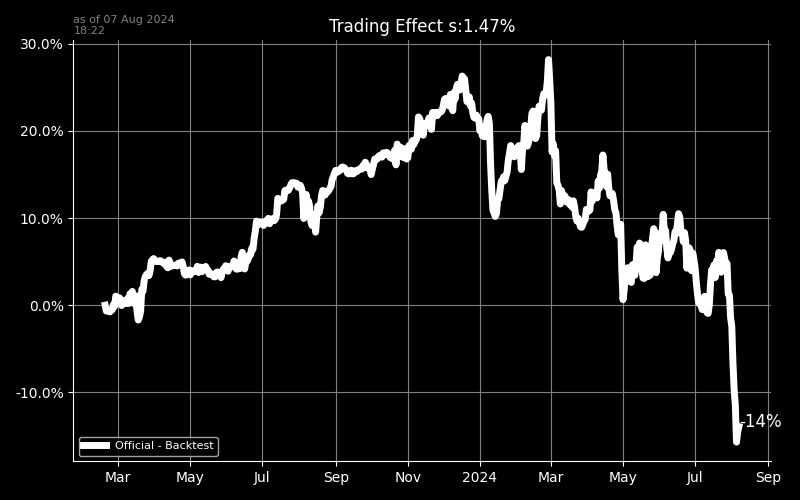 as of 07 Aug 2024
18:22
Trading Effect s:1.47%
30.0%
20.0%
10.0%
0.0%
-10.0%
-14%
Official - Backtest
Mar May Jul Sep Nov 2024 Mar May Jul Sep